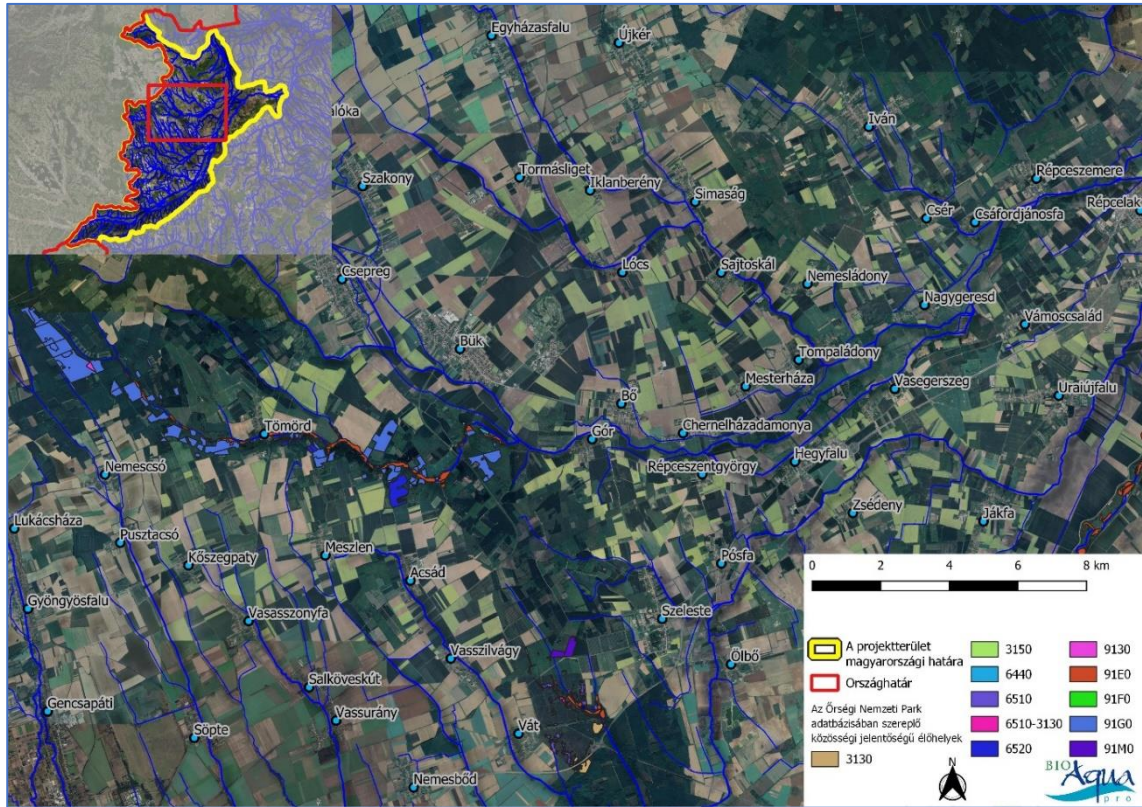 Egyházasfalu
Újkér
alóka
Iván
Szakony
Tormásliget
Iklanberény
Simaság
Répceszemere
Csér
Csáfordjánosfa
Répcelak
Csepreg
Lócs
Sajtoskál
Nemesládony
Nagygeresd
Vámoscsalád
Bük
Tompaládony
Mesterháza
Vasegerszeg
Uraiújfalu
Bő
Tömörd
Gór
Chernelházadamonya
Nemescsó
Répceszentgyörgy
Hegyfalu
Lukácsháza
Zsédeny
Jákfa
Pusztacsó
Kőszegpaty
Meszlen
Acsád
Pósfa
Gyöngyösfalu
Vasasszonyfa
Szeleste
Vasszilvágy
Ölbő
Salköveskút
Gencsapáti
Vassurány
Söpte
Vát
Nemesbőd
0 2 4 6 8 km
A projektterület
magyarországi határa
Országhatár
Az Őrségi Nemzeti Park
adatbázisában szereplő
közösségi jelentőségű élőhelyek
3130
3150
6440
6510
6510-3130
6520
9130
91E0
91F0
91G0
91M0
N
BIO
Aqua
pro